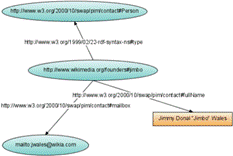 http://www.w3.org/2000/10/swap/pim/contact#Person
http://www.w3.org/1999/02/22-rdf-syntax-ns#type
http://www.wikimedia.org/founders#jimbo
http://www.w3.org/2000/10/swap/pim/contact#fullName
http://www.w3.org/2000/10/swap/pim/contact#mailbox
Jimmy Donal "Jimbo" Wales
mailto:jwales@wikia.com